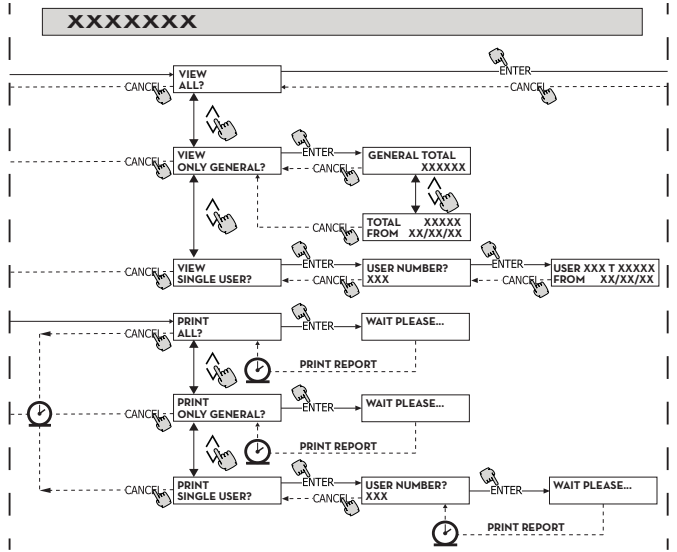 XXXXXXX
VIEW
ALL?
CANCEL
ENTER
CANCEL
VIEW
ONLY GENERAL?
CANCEL
ENTER
CANCEL
GENERAL TOTAL
XXXXXX
CANCEL
TOTAL XXXXX
FROM XX/XX/XX
VIEW
SINGLE USER?
CANCEL
ENTER
CANCEL
USER NUMBER?
XXX
ENTER
CANCEL
USER XXX T XXXXX
FROM XX/XX/XX
PRINT
ALL?
CANCEL
ENTER
WAIT PLEASE...
PRINT REPORT
PRINT
ONLY GENERAL?
CANCEL
ENTER
WAIT PLEASE...
PRINT REPORT
PRINT
SINGLE USER?
CANCEL
ENTER
CANCEL
USER NUMBER?
XXX
ENTER
WAIT PLEASE...
PRINT REPORT